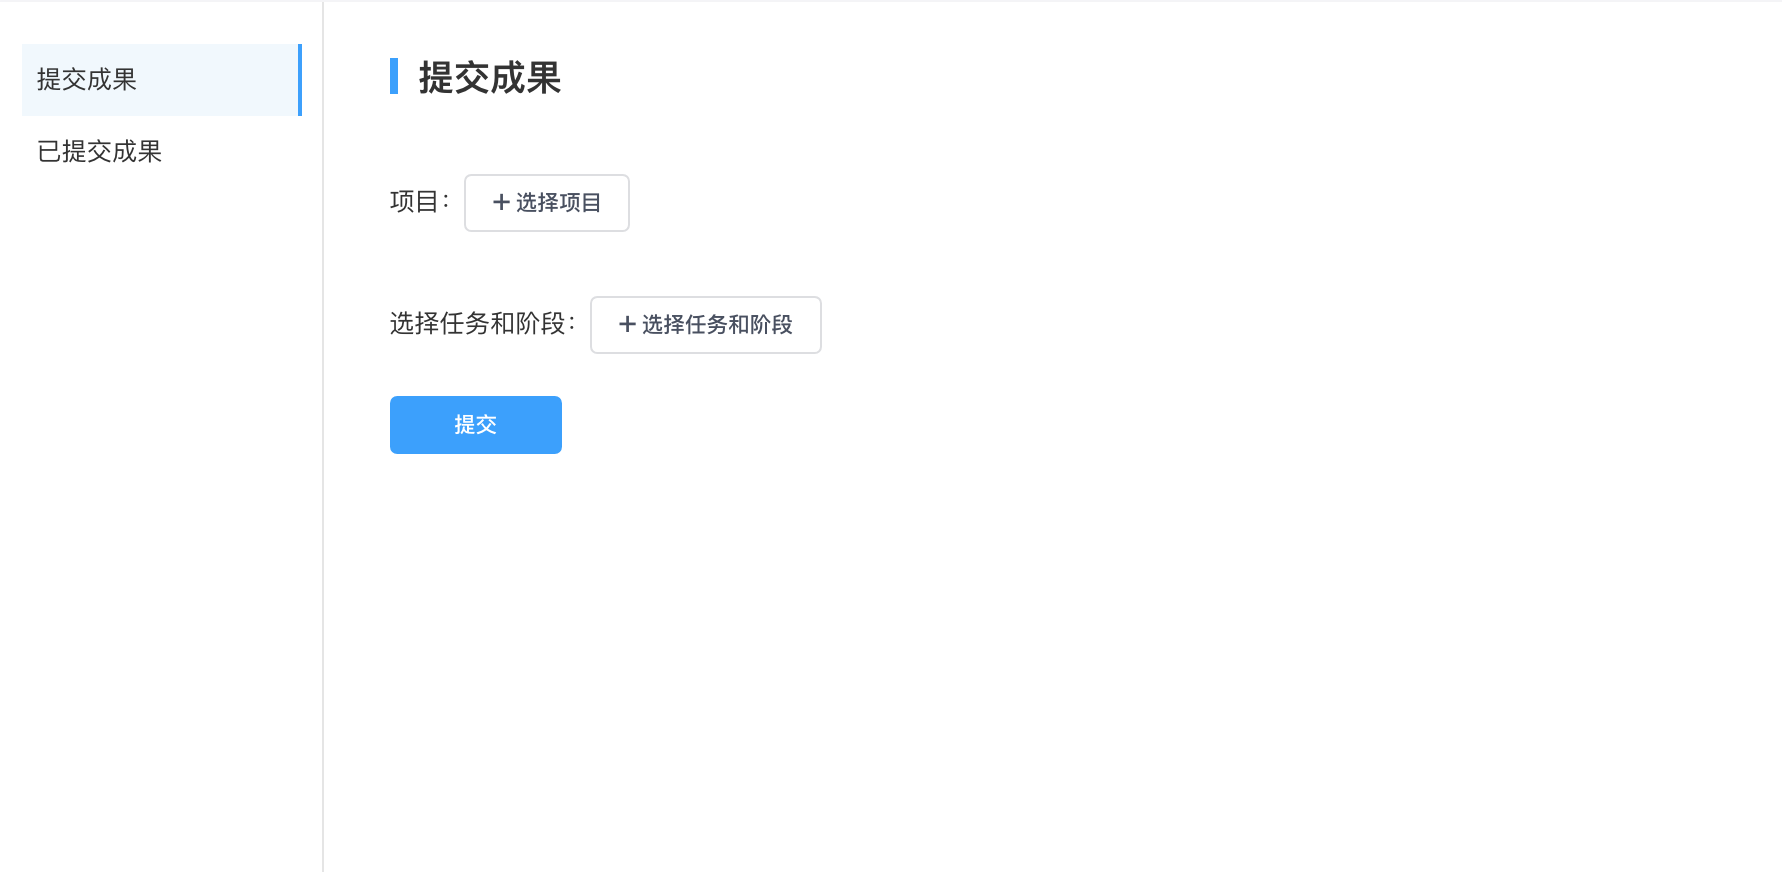 提交成果
已提交成果
提交成果
项目：
+ 选择项目
选择任务和阶段：
+ 选择任务和阶段
提交